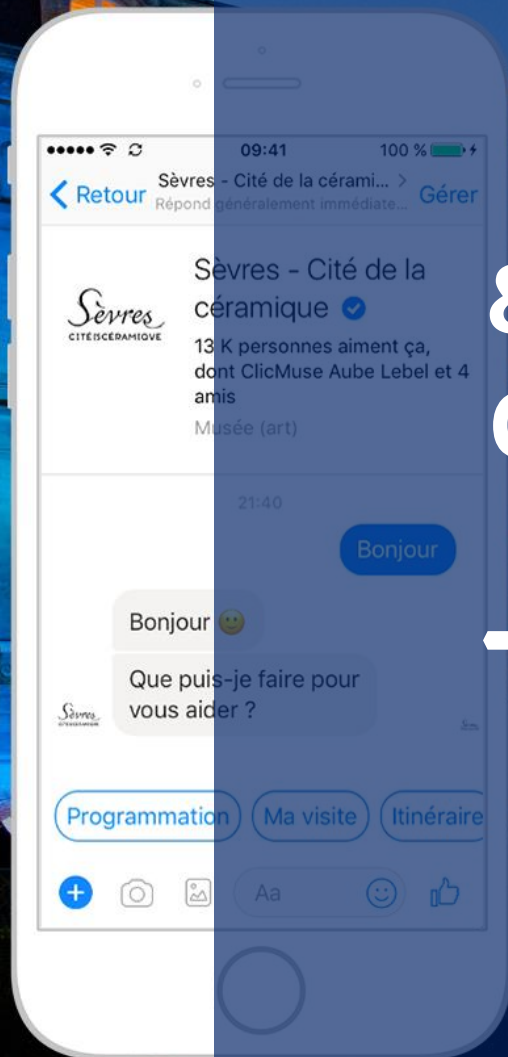 09:41
100 %
Retour
Sèvres - Cité de la cérami... >
Répond généralement immédiate...
Gérer
Sèvres
CITÉ DE LA CÉRAMIQUE
Sèvres - Cité de la
céramique
13 K personnes aiment ça,
dont ClicMuse Aube Lebel et 4
amis
Musée (art)
21:40
Bonjour
Bonjour
Que puis-je faire pour
vous aider ?
Sèvres
Programmation
Ma visite
Itinéraire
Aa
&